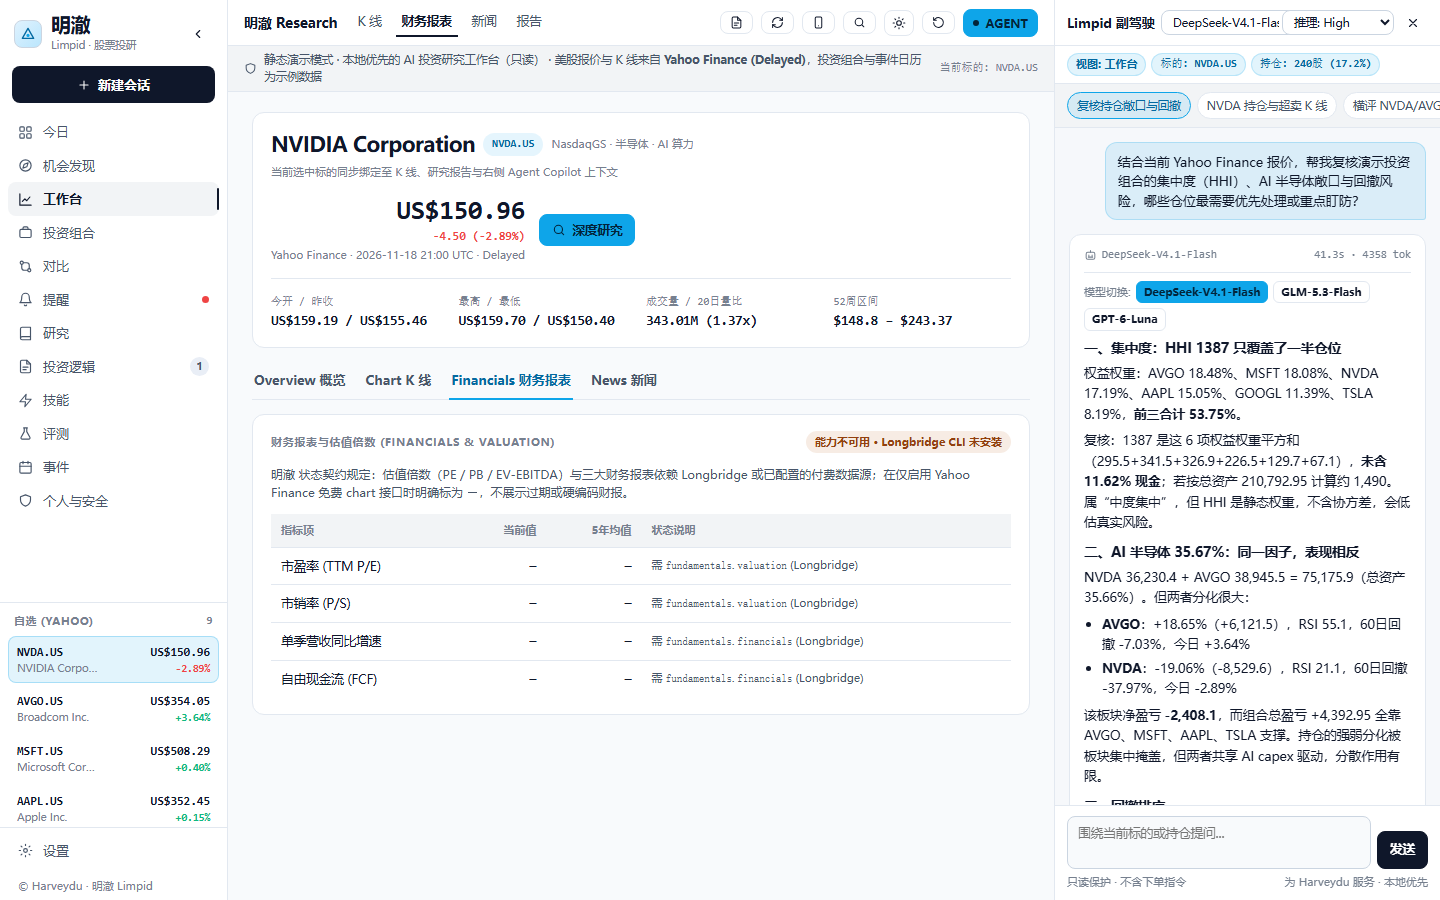 明澈
Limpid · 股票投研
新建会话
今日
机会发现
工作台
投资组合
对比
提醒
研究
投资逻辑 1
技能
评测
事件
个人与安全
自选 (YAHOO) 9
NVDA.US US$150.96
NVIDIA Corpo... -2.89%
AVGO.US US$354.05
Broadcom Inc. +3.64%
MSFT.US US$508.29
Microsoft Cor... +0.40%
AAPL.US US$352.45
Apple Inc. +0.15%
设置
© Harveydu · 明澈 Limpid
明澈 Research K 线 财务报表 新闻 报告 AGENT
静态演示模式 · 本地优先的 AI 投资研究工作台（只读） · 美股报价与 K 线来自 Yahoo Finance (Delayed)，投资组合与事件日历
为示例数据
当前标的: NVDA.US
NVIDIA Corporation NVDA.US NasdaqGS · 半导体 · AI 算力
当前选中标的同步绑定至 K 线、研究报告与右侧 Agent Copilot 上下文
US$150.96
-4.50 (-2.89%)
Yahoo Finance · 2026-11-18 21:00 UTC · Delayed
深度研究
今开 / 昨收 最高 / 最低 成交量 / 20日量比 52周区间
US$159.19 / US$155.46 US$159.70 / US$150.40 343.01M (1.37x) $148.8 – $243.37
Overview 概览 Chart K 线 Financials 财务报表 News 新闻
财务报表与估值倍数 (FINANCIALS & VALUATION) 能力不可用 • Longbridge CLI 未安装
明澈 状态契约规定：估值倍数（PE / PB / EV-EBITDA）与三大财务报表依赖 Longbridge 或已配置的付费数据源；在仅启用 Yahoo
Finance 免费 chart 接口时明确标为 —，不展示过期或硬编码财报。
指标项 当前值 5年均值 状态说明
市盈率 (TTM P/E) — — 需 fundamentals.valuation (Longbridge)
市销率 (P/S) — — 需 fundamentals.valuation (Longbridge)
单季营收同比增速 — — 需 fundamentals.financials (Longbridge)
自由现金流 (FCF) — — 需 fundamentals.financials (Longbridge)
Limpid 副驾驶 DeepSeek-V4.1-Flas 推理: High
视图: 工作台 标的: NVDA.US 持仓: 240股 (17.2%)
复核持仓敞口与回撤 NVDA 持仓与超卖 K 线 横评 NVDA/AVG
结合当前 Yahoo Finance 报价，帮我复核演示投资
组合的集中度（HHI）、AI 半导体敞口与回撤风
险，哪些仓位最需要优先处理或重点盯防？
DeepSeek-V4.1-Flash 41.3s · 4358 tok
模型切换: DeepSeek-V4.1-Flash GLM-5.3-Flash
GPT-6-Luna
一、集中度：HHI 1387 只覆盖了一半仓位
权益权重：AVGO 18.48%、MSFT 18.08%、NVDA
17.19%、AAPL 15.05%、GOOGL 11.39%、TSLA
8.19%，前三合计 53.75%。
复核：1387 是这 6 项权益权重平方和
（295.5+341.5+326.9+226.5+129.7+67.1），未含
11.62% 现金；若按总资产 210,792.95 计算约 1,490。
属“中度集中”，但 HHI 是静态权重，不含协方差，会低
估真实风险。
二、AI 半导体 35.67%：同一因子，表现相反
NVDA 36,230.4 + AVGO 38,945.5 = 75,175.9（总资产
35.66%）。但两者分化很大：
• AVGO：+18.65%（+6,121.5），RSI 55.1，60日回
撤 -7.03%，今日 +3.64%
• NVDA：-19.06%（-8,529.6），RSI 21.1，60日回撤
-37.97%，今日 -2.89%
该板块净盈亏 -2,408.1，而组合总盈亏 +4,392.95 全靠
AVGO、MSFT、AAPL、TSLA 支撑。持仓的强弱分化被
板块集中掩盖，但两者共享 AI capex 驱动，分散作用有
限。
围绕当前标的或持仓提问...
发送
只读保护 · 不含下单指令 为 Harveydu 服务 · 本地优先